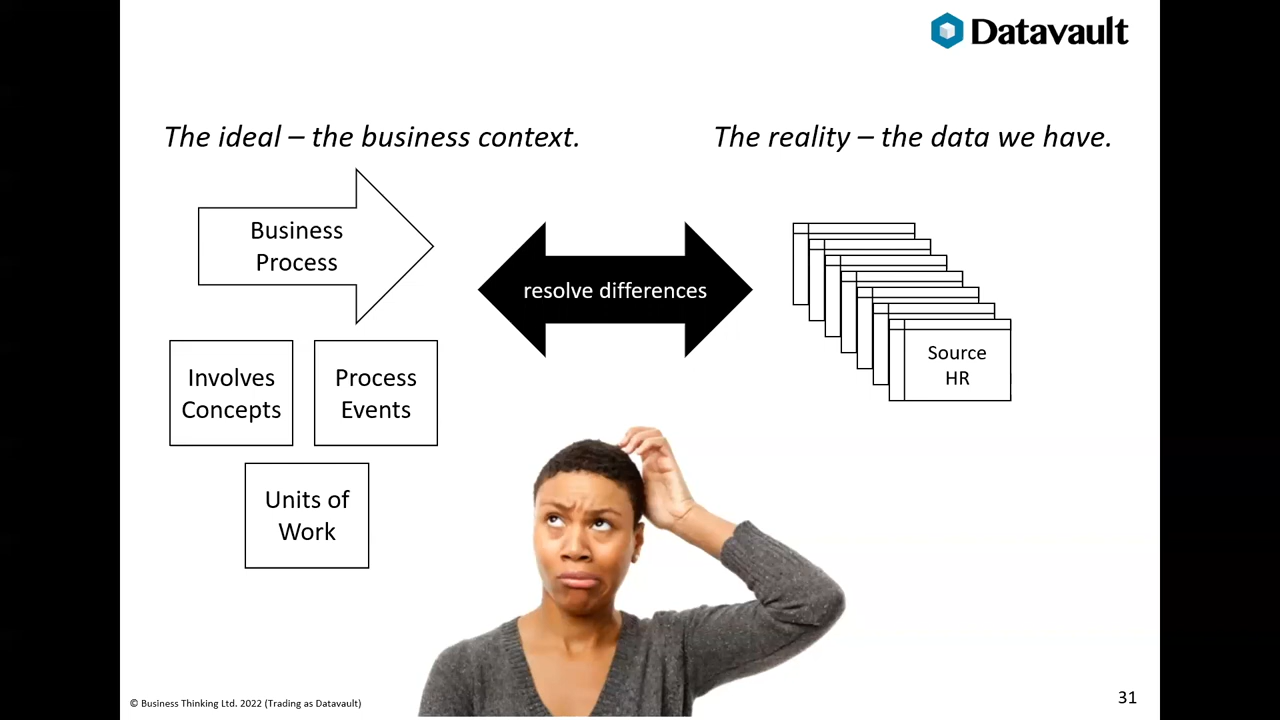 Datavault
The ideal – the business context.
The reality – the data we have.
Business
Process
resolve differences
Source
HR
Involves
Concepts
Process
Events
Units of
Work
© Business Thinking Ltd. 2022 (Trading as Datavault)
31